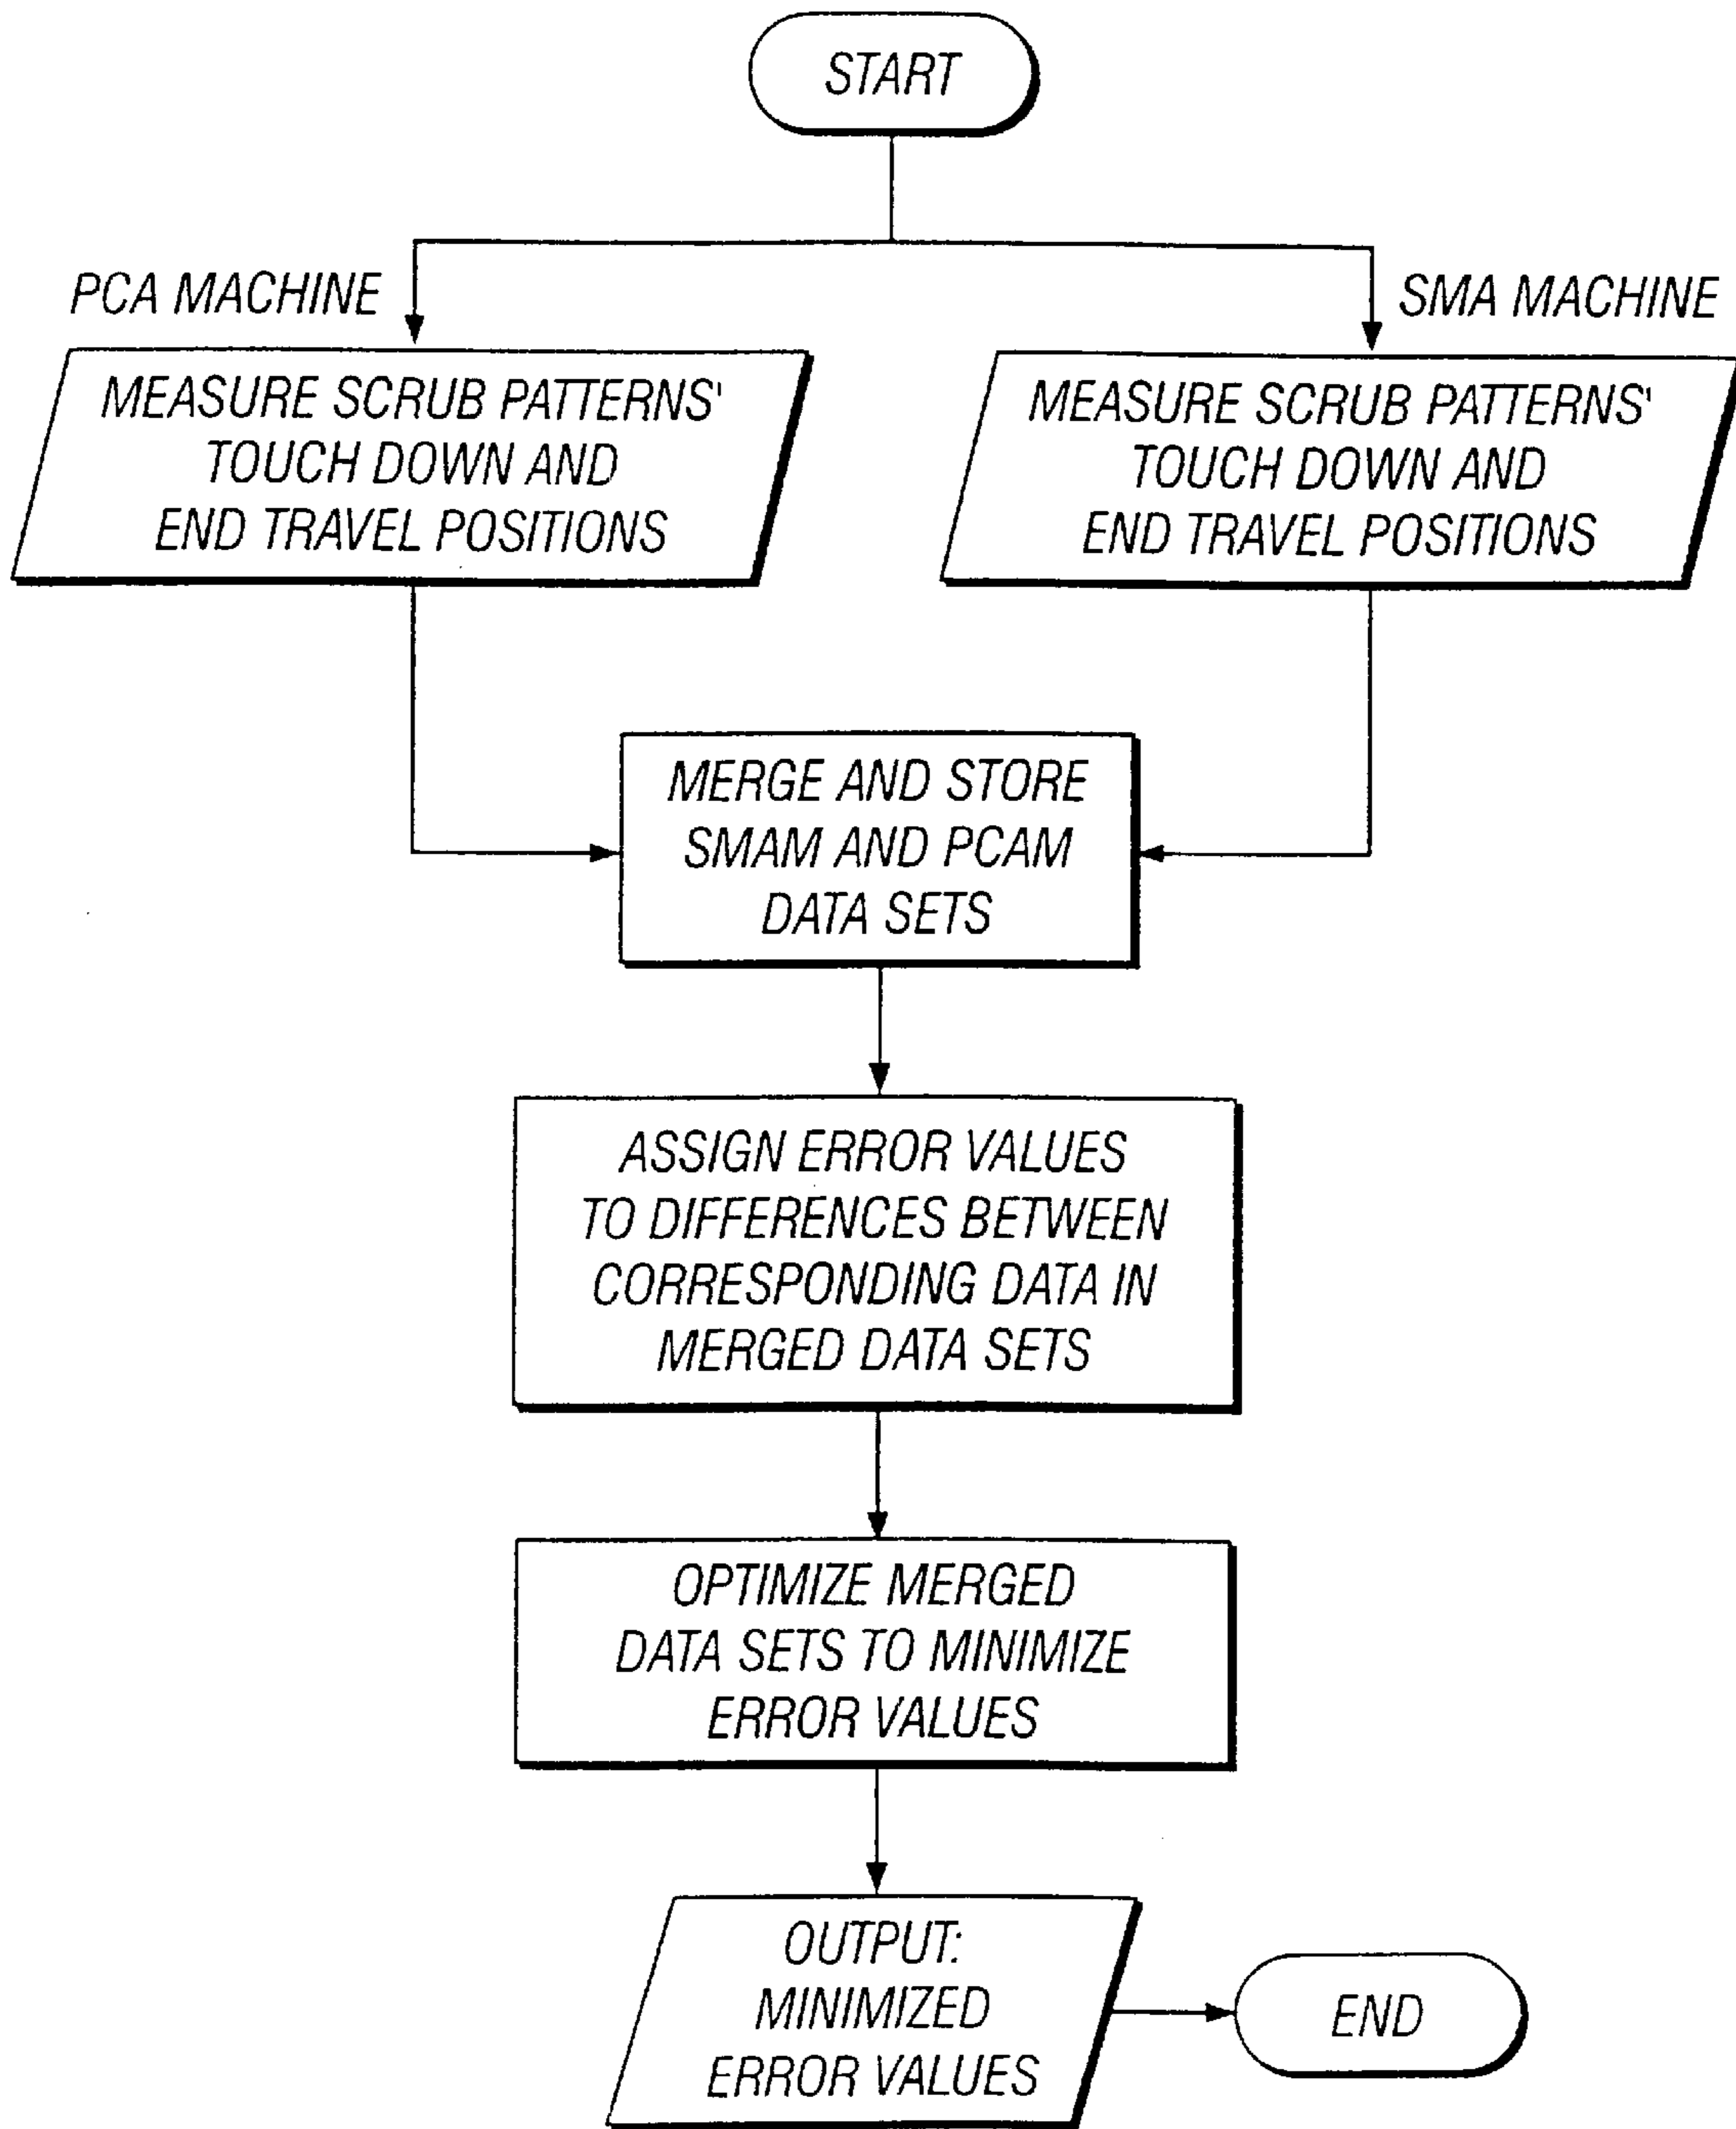 START
PCA MACHINE
SMA MACHINE
MEASURE SCRUB PATTERNS'
TOUCH DOWN AND
END TRAVEL POSITIONS
MEASURE SCRUB PATTERNS'
TOUCH DOWN AND
END TRAVEL POSITIONS
MERGE AND STORE
SMAM AND PCAM
DATA SETS
ASSIGN ERROR VALUES
TO DIFFERENCES BETWEEN
CORRESPONDING DATA IN
MERGED DATA SETS
OPTIMIZE MERGED
DATA SETS TO MINIMIZE
ERROR VALUES
OUTPUT:
MINIMIZED
ERROR VALUES
END